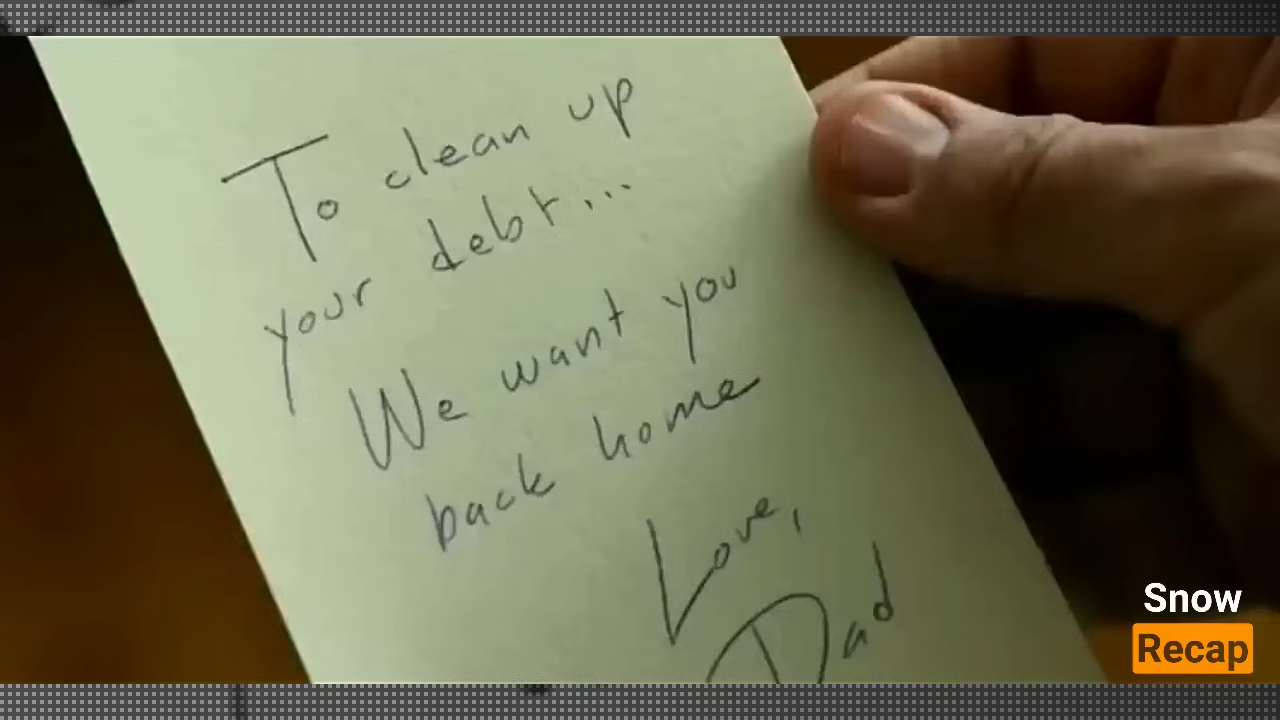 To clean up
your debt...
We want you
back home
Love,
Dad
Snow
Recap